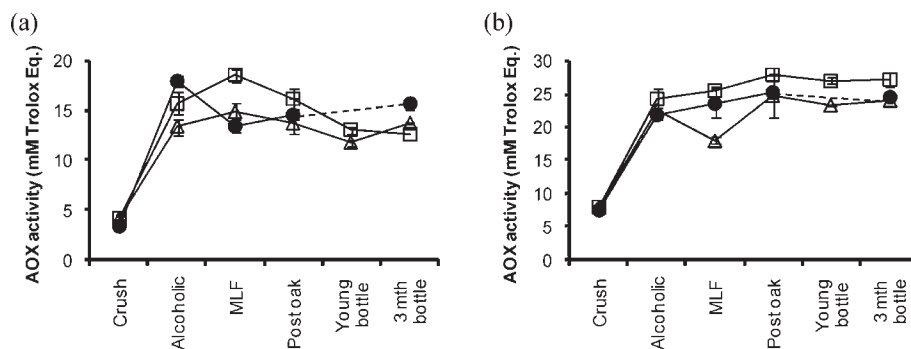 (a)
AOX activity (mM Trolox Eq.)
20
15
10
5
0
Crush
Alcoholic
MLF
Post oak
Young
bottle
3 mth
bottle
(b)
AOX activity (mM Trolox Eq.)
30
25
20
15
10
5
0
Crush
Alcoholic
MLF
Post oak
Young
bottle
3 mth
bottle